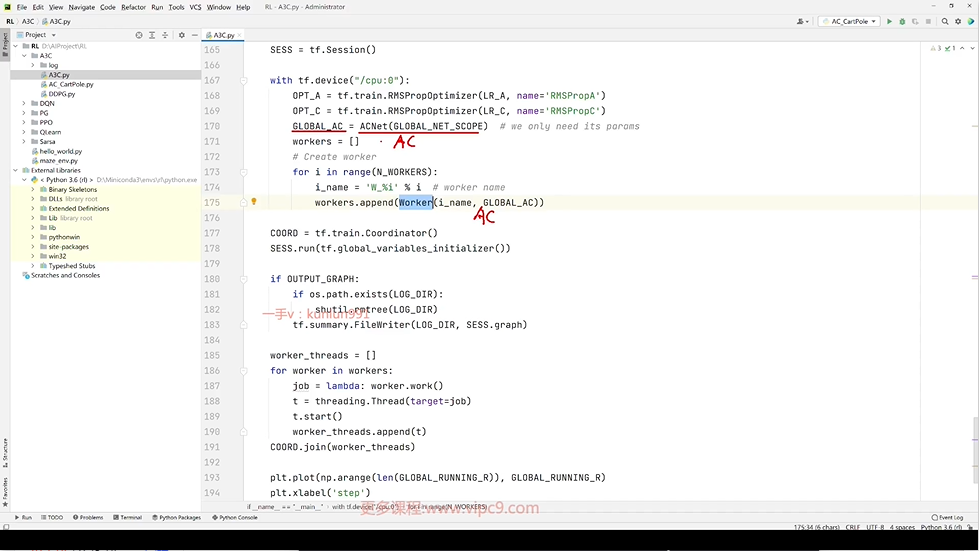 File Edit View Navigate Code Refactor Run Tools VCS Window Help RL - A3C.py - Administrator
RL A3C A3C.py AC_CartPole
Project A3C.py
RL D:\AIProject\RL
A3C
log
A3C.py
AC_CartPole.py
DDPG.py
DQN
PG
PPO
QLearn
Sarsa
hello_world.py
maze_env.py
External Libraries
< Python 3.6 (rl) > D:\Miniconda3\envs\rl\python.exe
Binary Skeletons
DLLs library root
Extended Definitions
Lib library root
lib
pythonwin
site-packages
win32
Typeshed Stubs
Scratches and Consoles
Project
Structure
Favorites
3 1
165 SESS = tf.Session()
166
167 with tf.device("/cpu:0"):
168 OPT_A = tf.train.RMSPropOptimizer(LR_A, name='RMSPropA')
169 OPT_C = tf.train.RMSPropOptimizer(LR_C, name='RMSPropC')
170 GLOBAL_AC = ACNet(GLOBAL_NET_SCOPE) # we only need its params
171 workers = []
AC
172 # Create worker
173 for i in range(N_WORKERS):
174 i_name = 'W_%i' % i # worker name
175 workers.append(Worker(i_name, GLOBAL_AC))
AC
176
177 COORD = tf.train.Coordinator()
178 SESS.run(tf.global_variables_initializer())
179
180 if OUTPUT_GRAPH:
181 if os.path.exists(LOG_DIR):
182 shutil.rmtree(LOG_DIR)
一手v：kunlun991
183 tf.summary.FileWriter(LOG_DIR, SESS.graph)
184
185 worker_threads = []
186 for worker in workers:
187 job = lambda: worker.work()
188 t = threading.Thread(target=job)
189 t.start()
190 worker_threads.append(t)
191 COORD.join(worker_threads)
192
193 plt.plot(np.arange(len(GLOBAL_RUNNING_R)), GLOBAL_RUNNING_R)
194 plt.xlabel('step')
if __name__ == "__main__" with tf.device("/cpu:0") for i in range(N_WORKERS)
更多课程:www.vipc9.com
Run TODO Problems Terminal Python Packages Python Console Event Log
175:34 (6 chars) CRLF UTF-8 4 spaces Python 3.6 (rl)